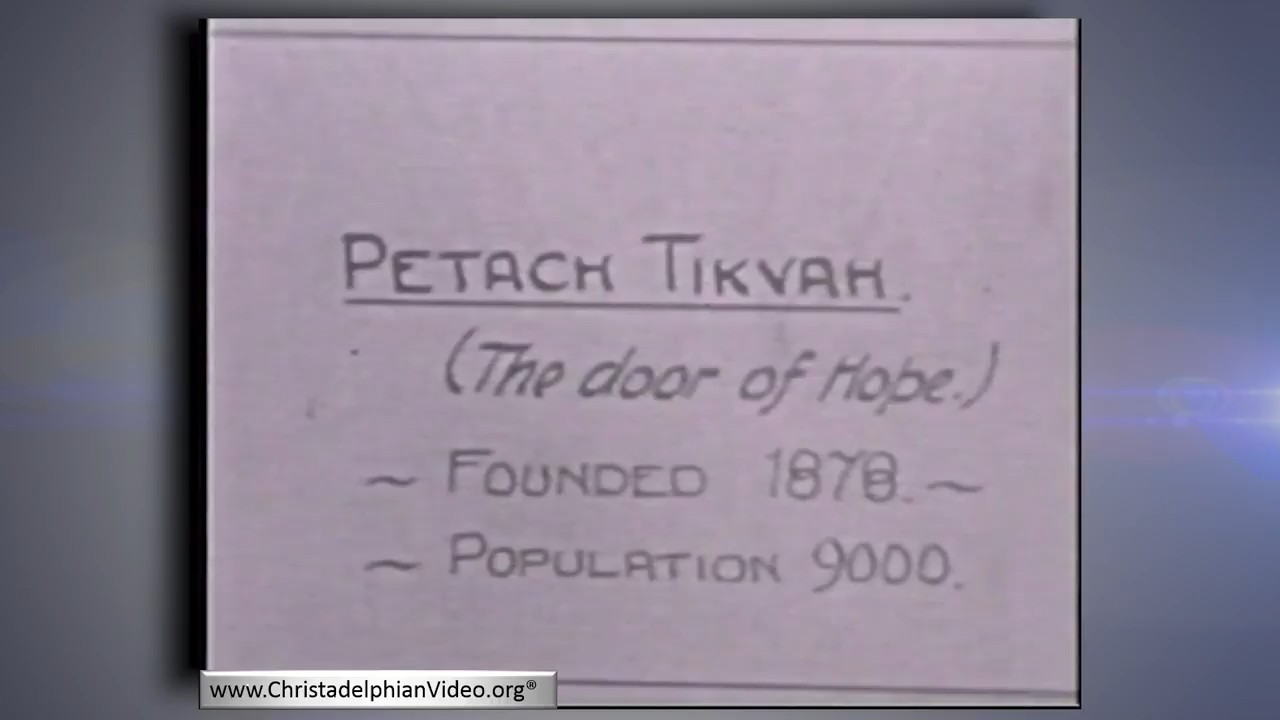 PETACH TIKVAH.
(The door of Hope.)
~ FOUNDED 1878. ~
~ POPULATION 9000.
www.ChristadelphianVideo.org®